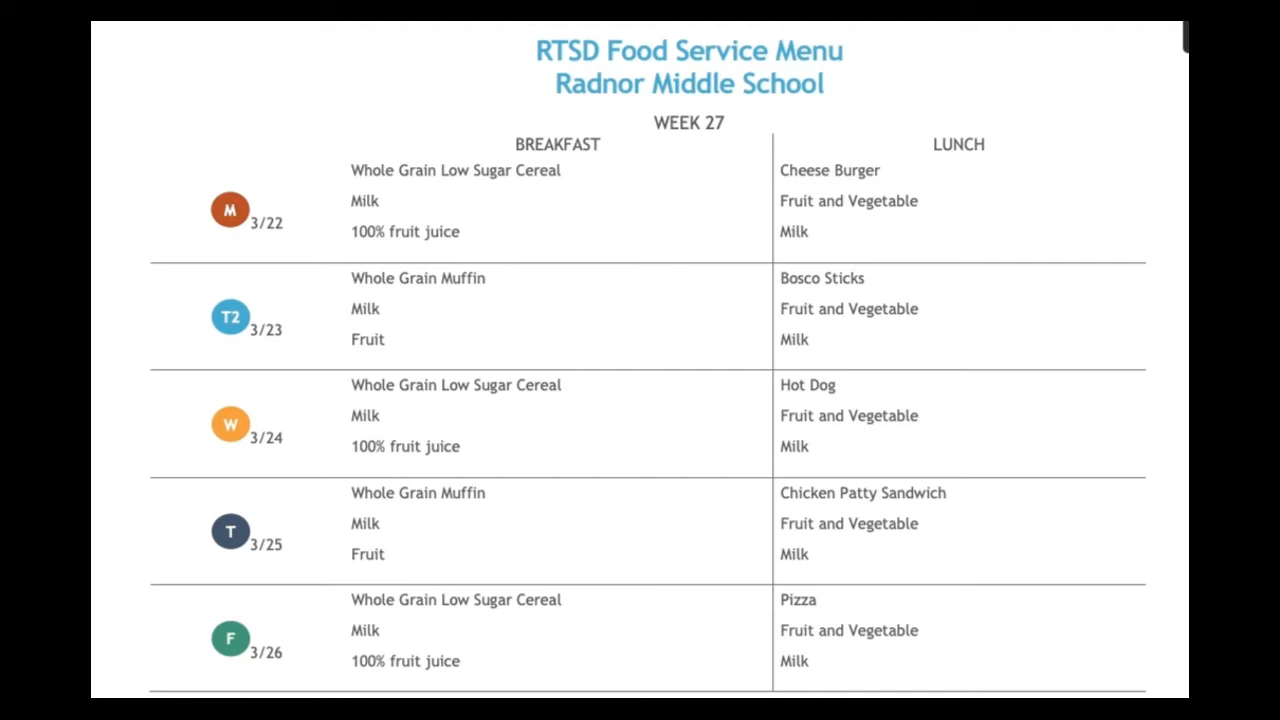 RTSD Food Service Menu
Radnor Middle School
WEEK 27
BREAKFAST
LUNCH
M 3/22
Whole Grain Low Sugar Cereal
Milk
100% fruit juice
Cheese Burger
Fruit and Vegetable
Milk
T2 3/23
Whole Grain Muffin
Milk
Fruit
Bosco Sticks
Fruit and Vegetable
Milk
W 3/24
Whole Grain Low Sugar Cereal
Milk
100% fruit juice
Hot Dog
Fruit and Vegetable
Milk
T 3/25
Whole Grain Muffin
Milk
Fruit
Chicken Patty Sandwich
Fruit and Vegetable
Milk
F 3/26
Whole Grain Low Sugar Cereal
Milk
100% fruit juice
Pizza
Fruit and Vegetable
Milk